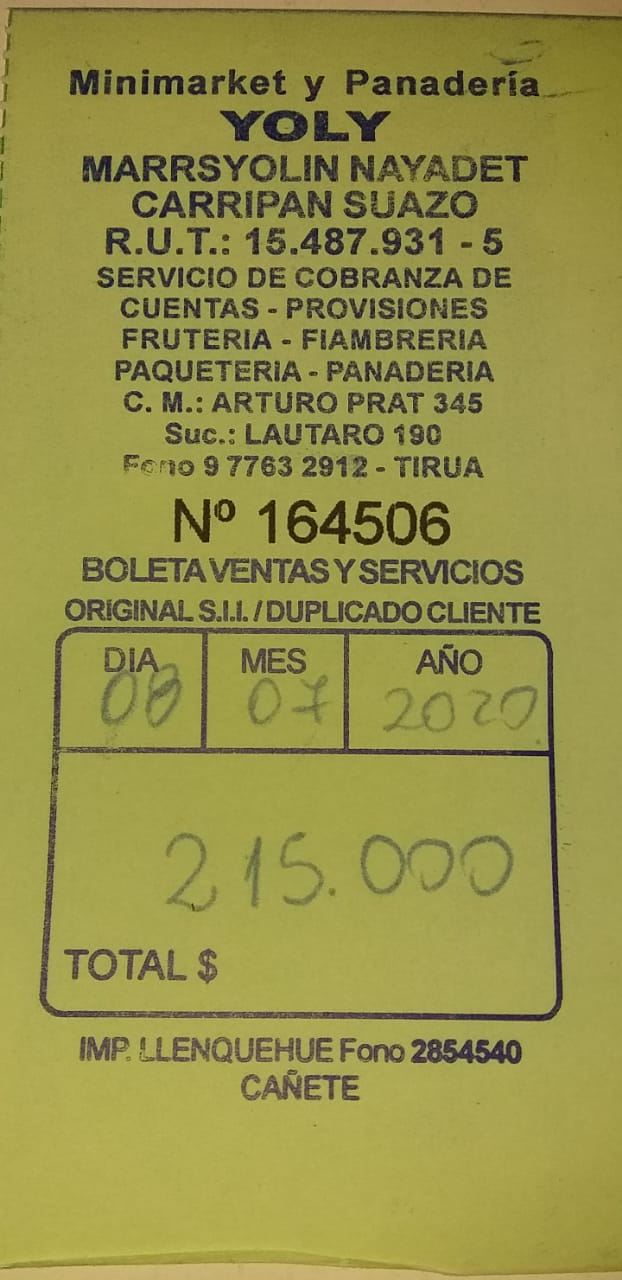 Minimarket y Panadería
YOLY
MARRSYOLIN NAYADET
CARRIPAN SUAZO
R.U.T.: 15.487.931 - 5
SERVICIO DE COBRANZA DE
CUENTAS - PROVISIONES
FRUTERIA - FIAMBRERIA
PAQUETERIA - PANADERIA
C. M.: ARTURO PRAT 345
Suc.: LAUTARO 190
Fono 9 7763 2912 - TIRUA
Nº 164506
BOLETA VENTAS Y SERVICIOS
ORIGINAL S.I.I. / DUPLICADO CLIENTE
DIA MES AÑO
07 2020
215.000
TOTAL $
IMP. LLENQUEHUE Fono 2854540
CAÑETE